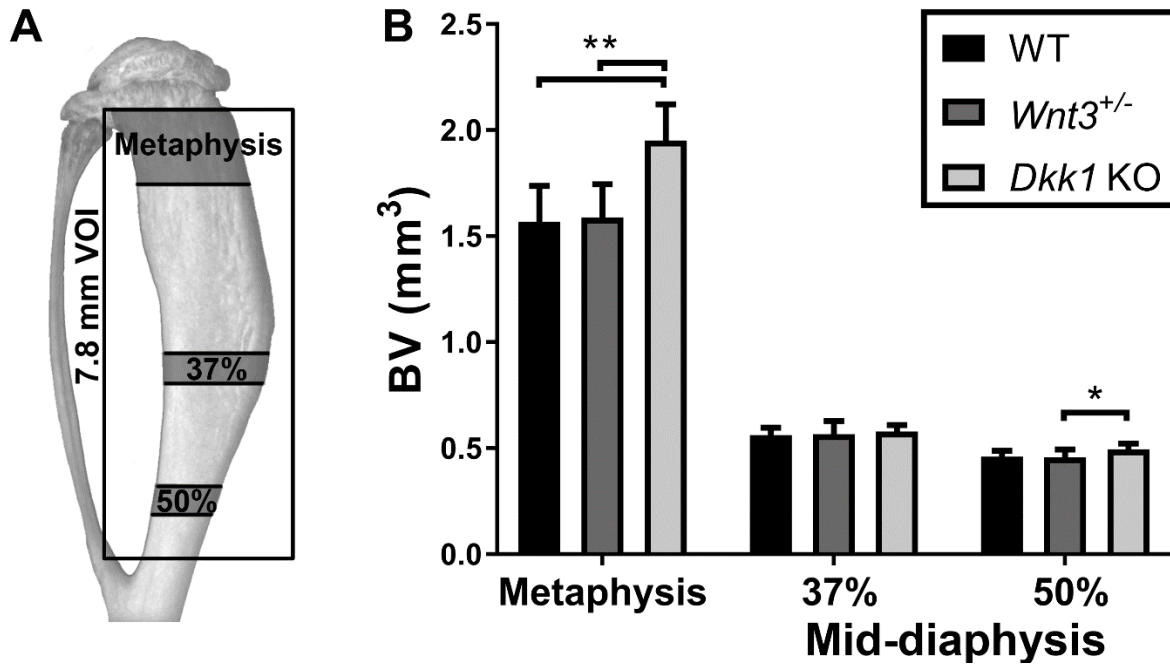 A
Metaphysis
7.8 mm VOI
37%
50%
B
BV (mm³)
2.5
2.0
1.5
1.0
0.5
0.0
**
*
WT
Wnt3+/-
Dkk1 KO
Metaphysis 37% 50%
Mid-diaphysis